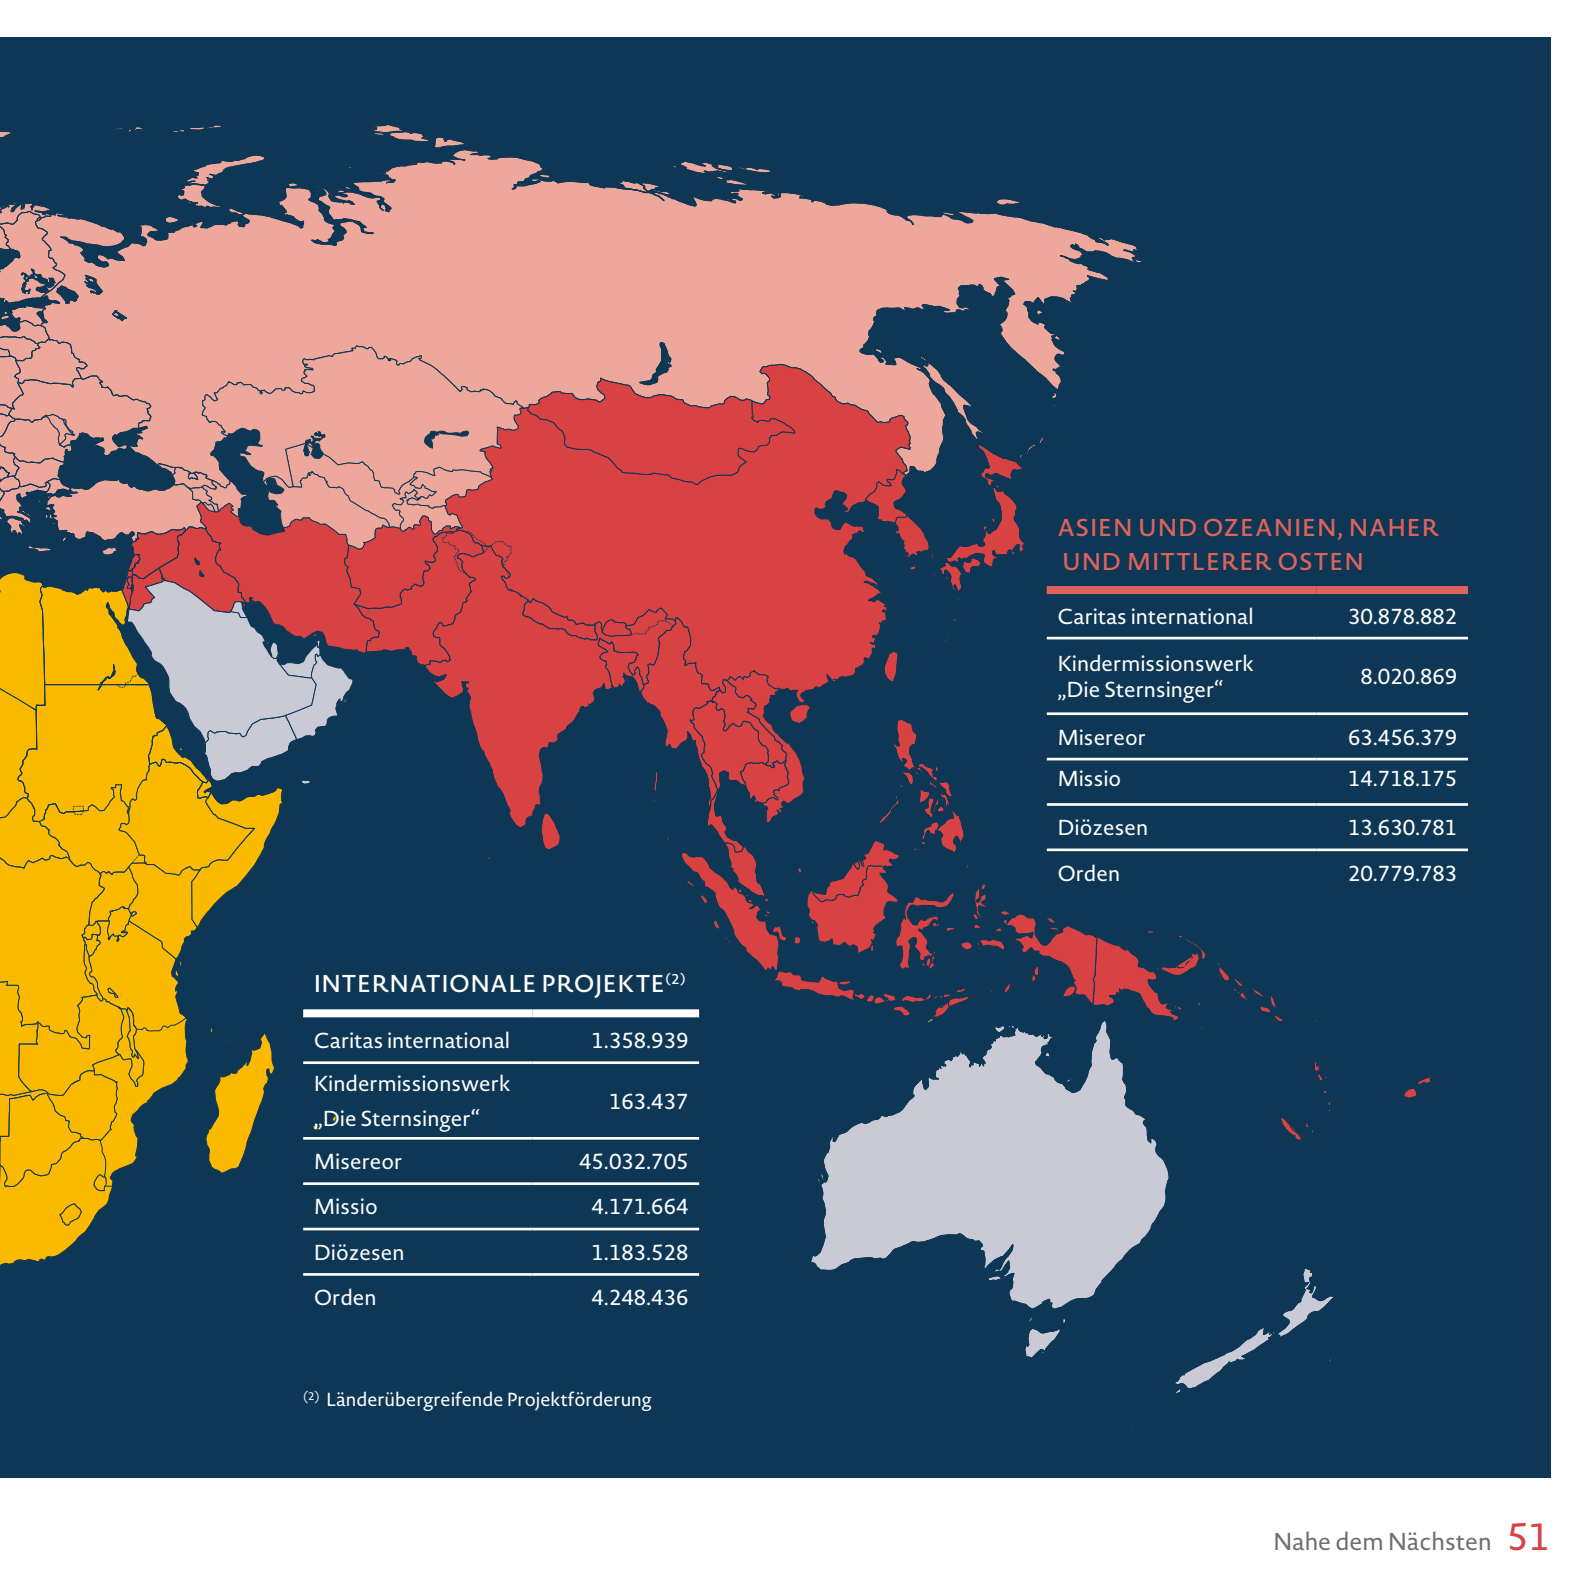 ASIEN UND OZEANIEN, NAHER
UND MITTLERER OSTEN
Caritas international 30.878.882
Kindermissionswerk
„Die Sternsinger“ 8.020.869
Misereor 63.456.379
Missio 14.718.175
Diözesen 13.630.781
Orden 20.779.783
INTERNATIONALE PROJEKTE(2)
Caritas international 1.358.939
Kindermissionswerk
„Die Sternsinger“ 163.437
Misereor 45.032.705
Missio 4.171.664
Diözesen 1.183.528
Orden 4.248.436
(2) Länderübergreifende Projektförderung
Nahe dem Nächsten 51